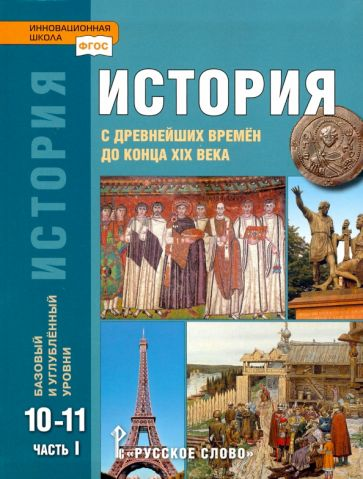 ИННОВАЦИОННАЯ
ШКОЛА
ФГОС
ИСТОРИЯ
С ДРЕВНЕЙШИХ ВРЕМЁН
ДО КОНЦА XIX ВЕКА
ИСТОРИЯ
БАЗОВЫЙ
И УГЛУБЛЁННЫЙ
УРОВНИ
10–11
ЧАСТЬ I
«РУССКОЕ СЛОВО»